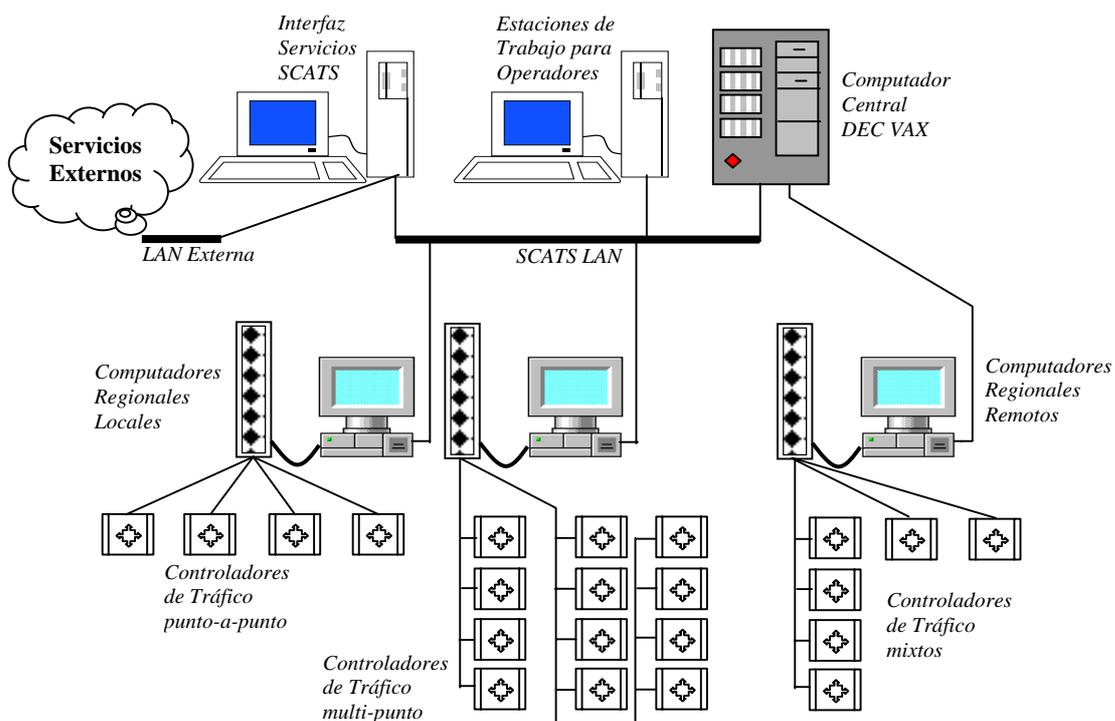 Interfaz
Servicios
SCATS
Estaciones de
Trabajo para
Operadores
Computador
Central
DEC VAX
Servicios
Externos
LAN Externa
SCATS LAN
Computadores
Regionales
Locales
Computadores
Regionales
Remotos
Controladores
de Tráfico
punto-a-punto
Controladores
de Tráfico
mixtos
Controladores
de Tráfico
multi-punto